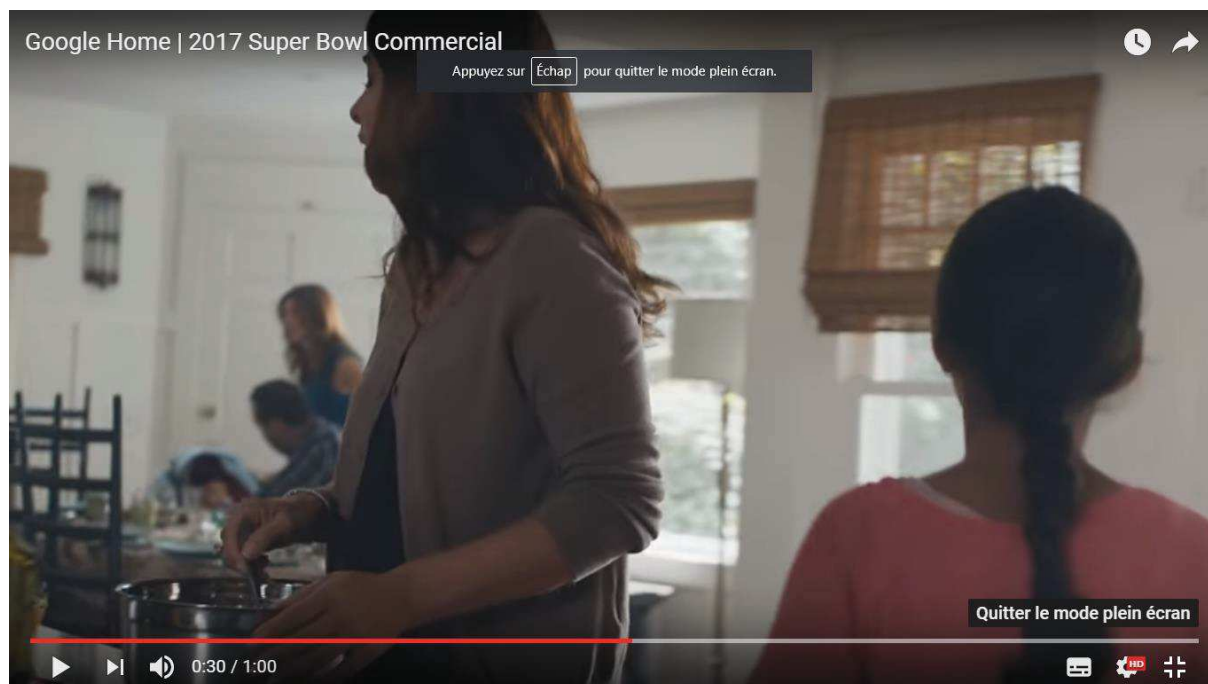 Google Home | 2017 Super Bowl Commercial
Appuyez sur Échap pour quitter le mode plein écran.
Quitter le mode plein écran
0:30 / 1:00
HD